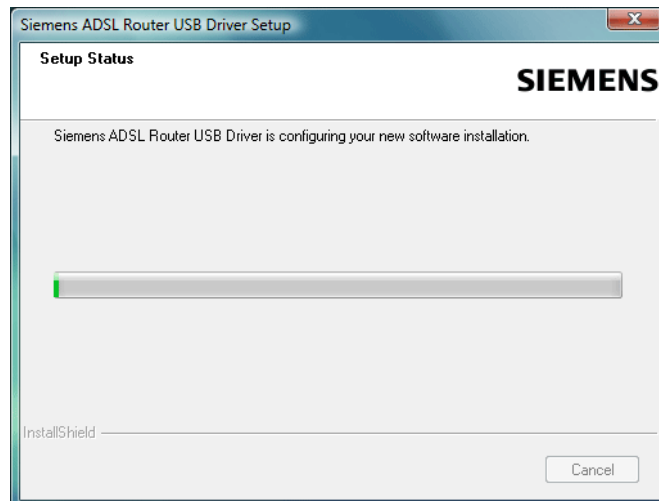 Siemens ADSL Router USB Driver Setup
Setup Status
SIEMENS
Siemens ADSL Router USB Driver is configuring your new software installation.
InstallShield
Cancel